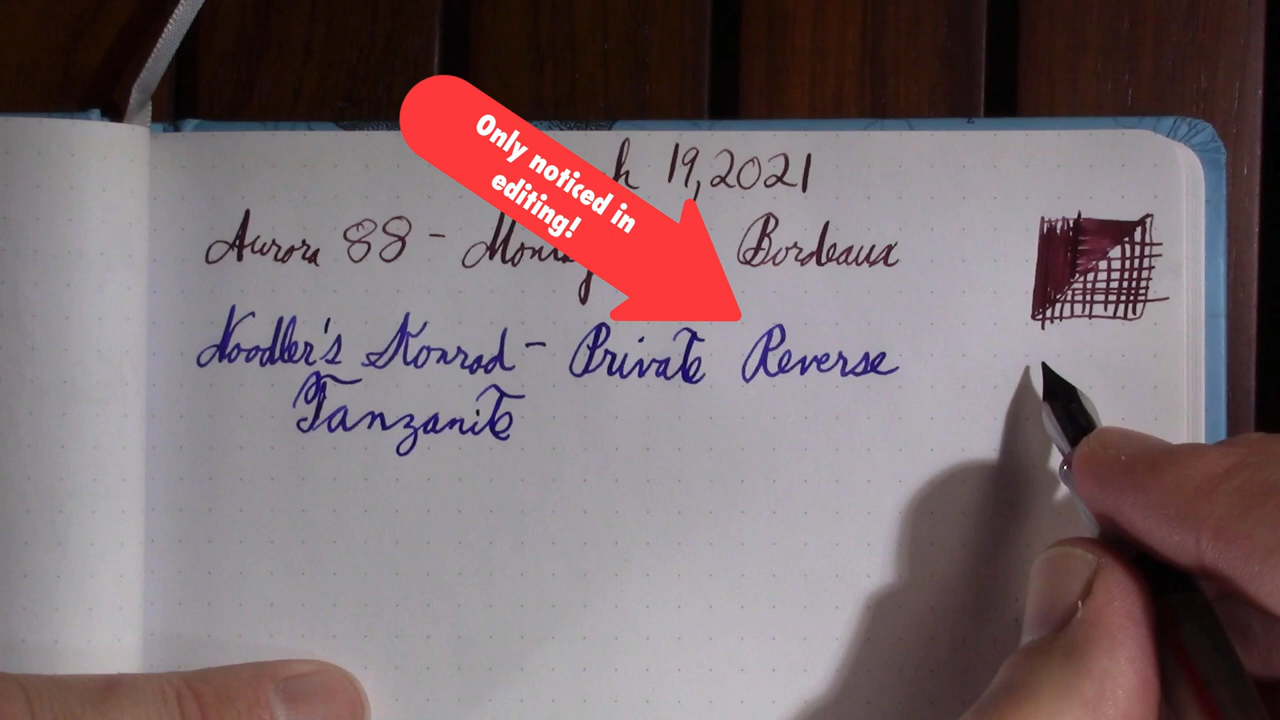 19, 2021
Only noticed in
editing!
Aurora 88 - Bordeaux
Noodler's Konrad - Private Reverse
Tanzanite